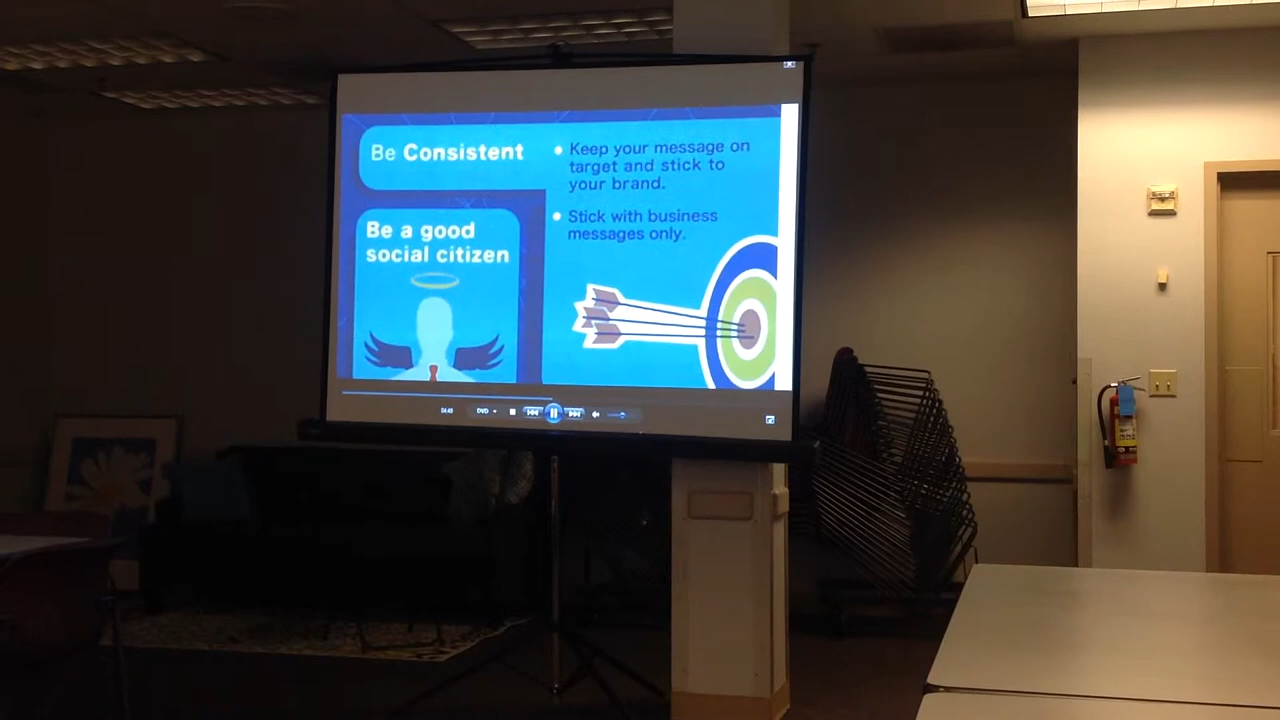 Be Consistent
Be a good
social citizen
• Keep your message on
target and stick to
your brand.
• Stick with business
messages only.
DVD